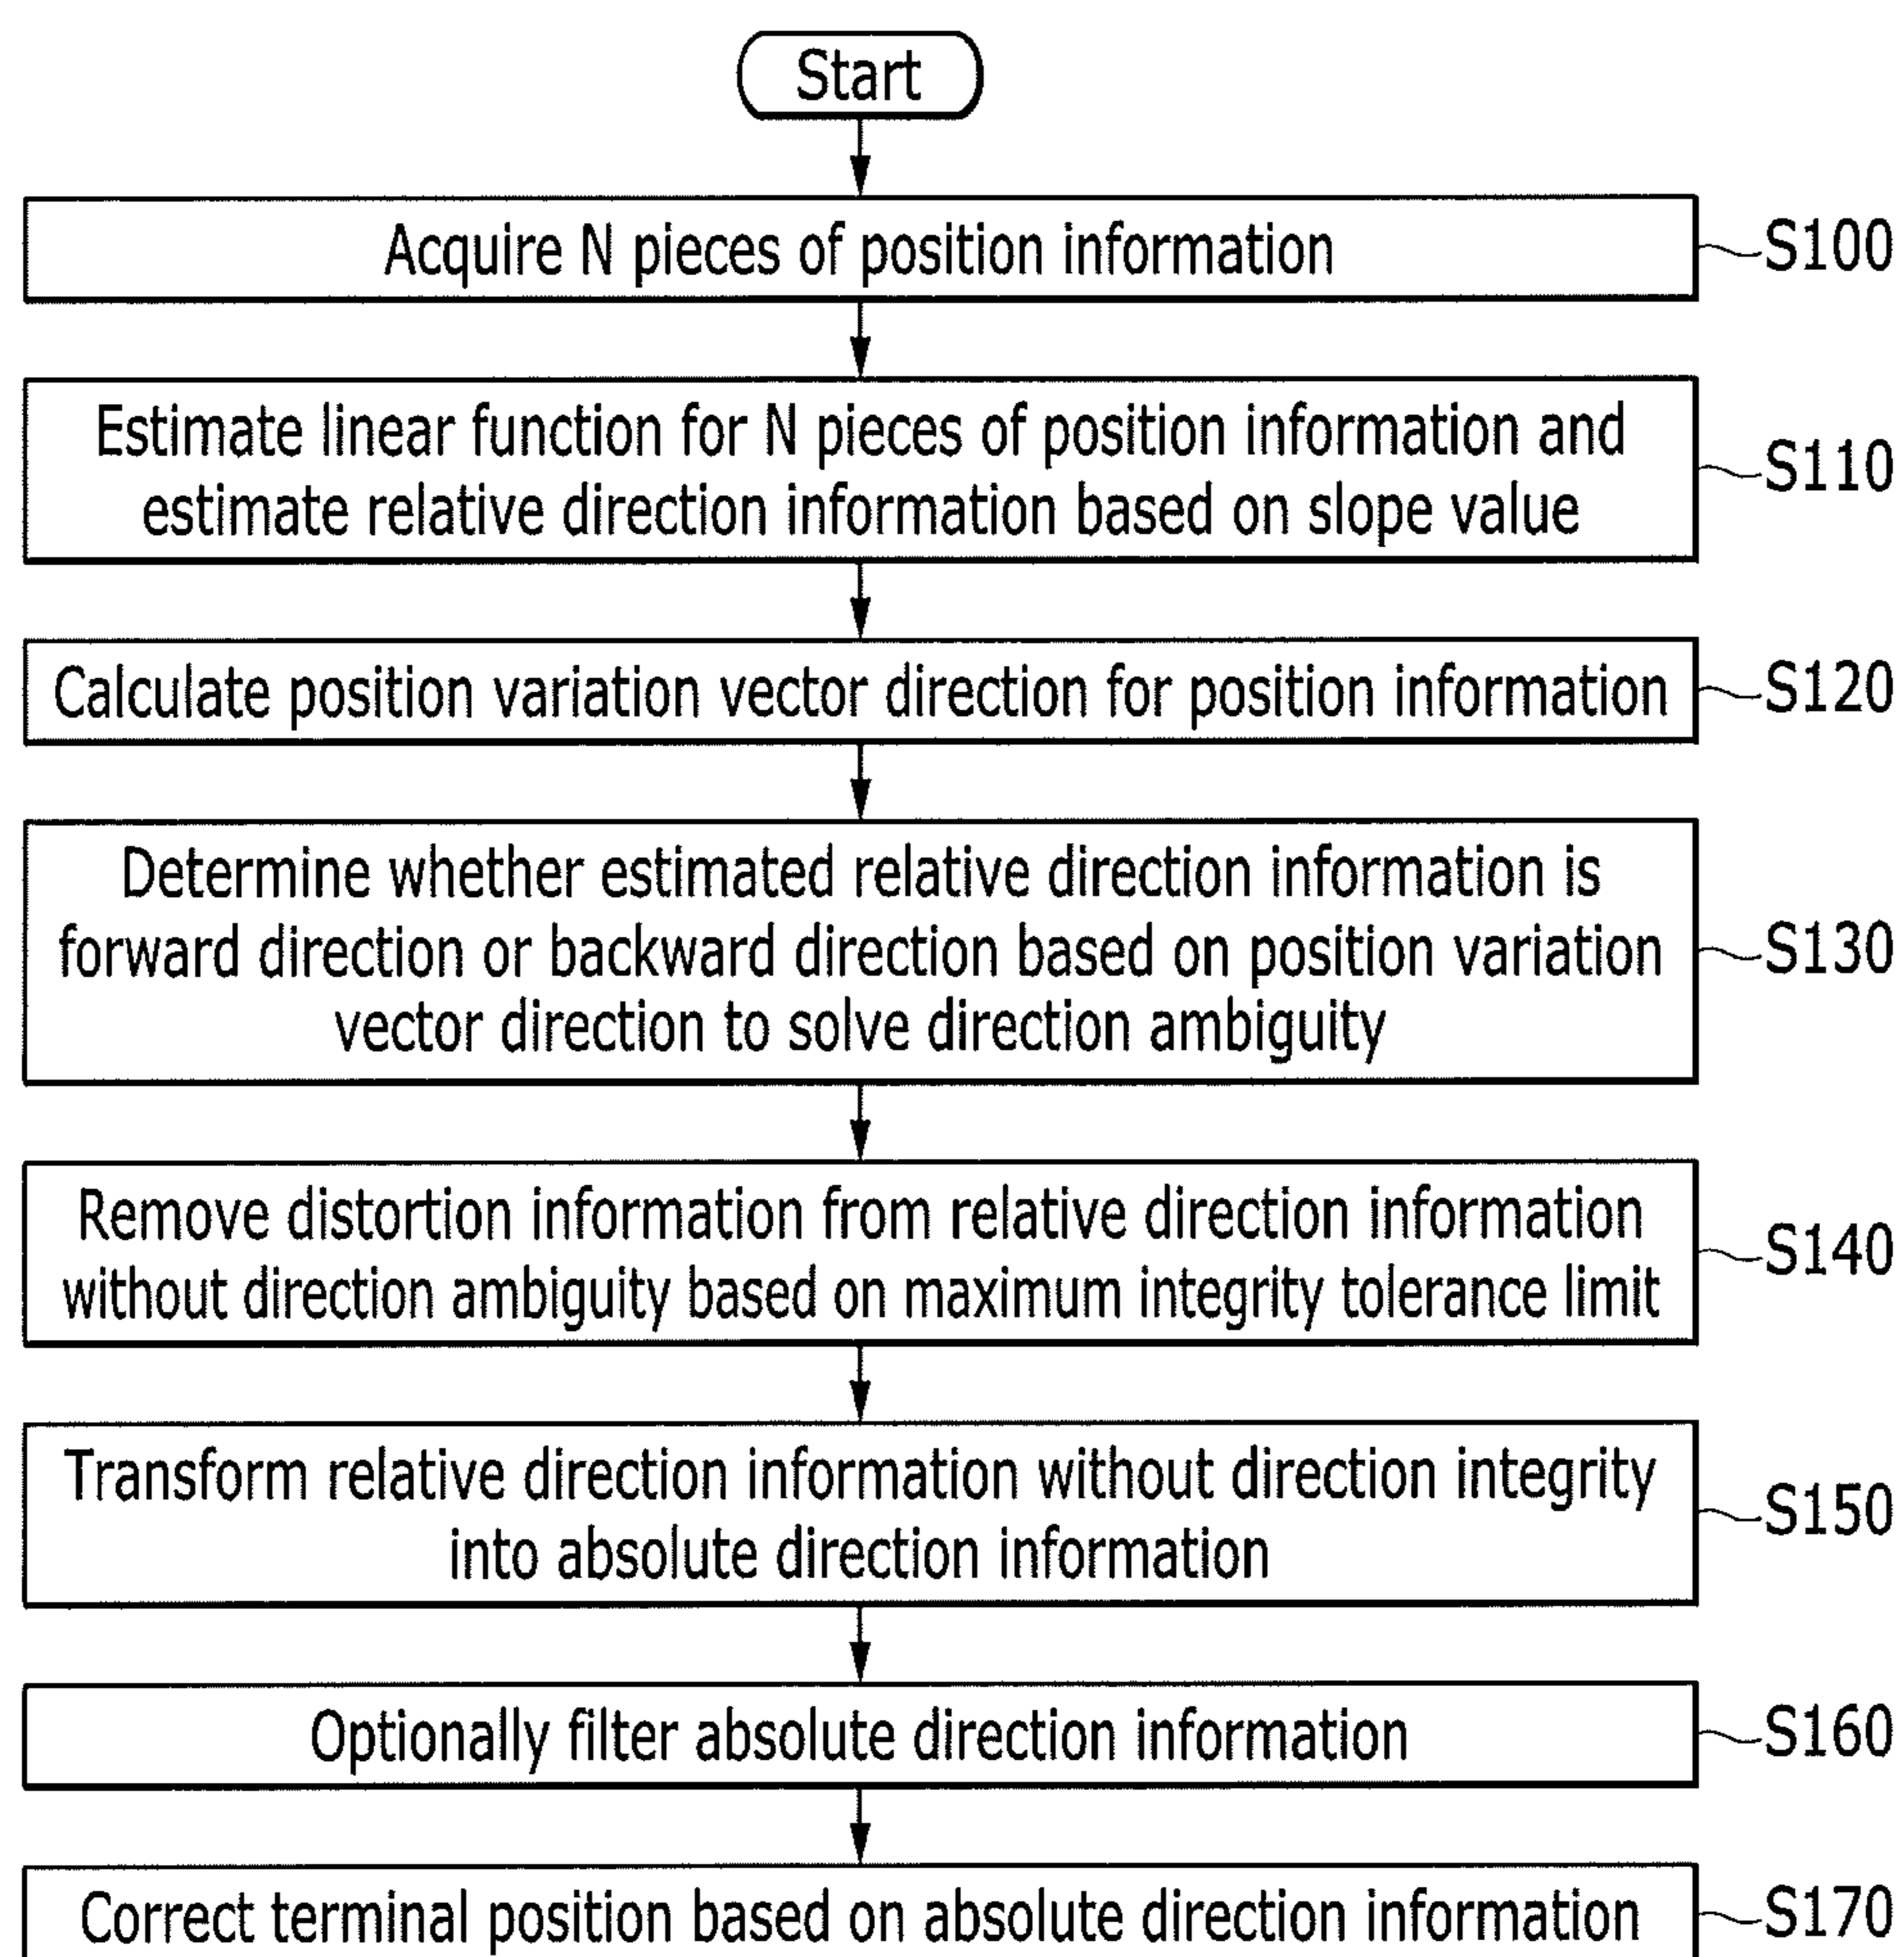 Start
Acquire N pieces of position information
S100
Estimate linear function for N pieces of position information and
estimate relative direction information based on slope value
S110
Calculate position variation vector direction for position information
S120
Determine whether estimated relative direction information is
forward direction or backward direction based on position variation
vector direction to solve direction ambiguity
S130
Remove distortion information from relative direction information
without direction ambiguity based on maximum integrity tolerance limit
S140
Transform relative direction information without direction integrity
into absolute direction information
S150
Optionally filter absolute direction information
S160
Correct terminal position based on absolute direction information
S170